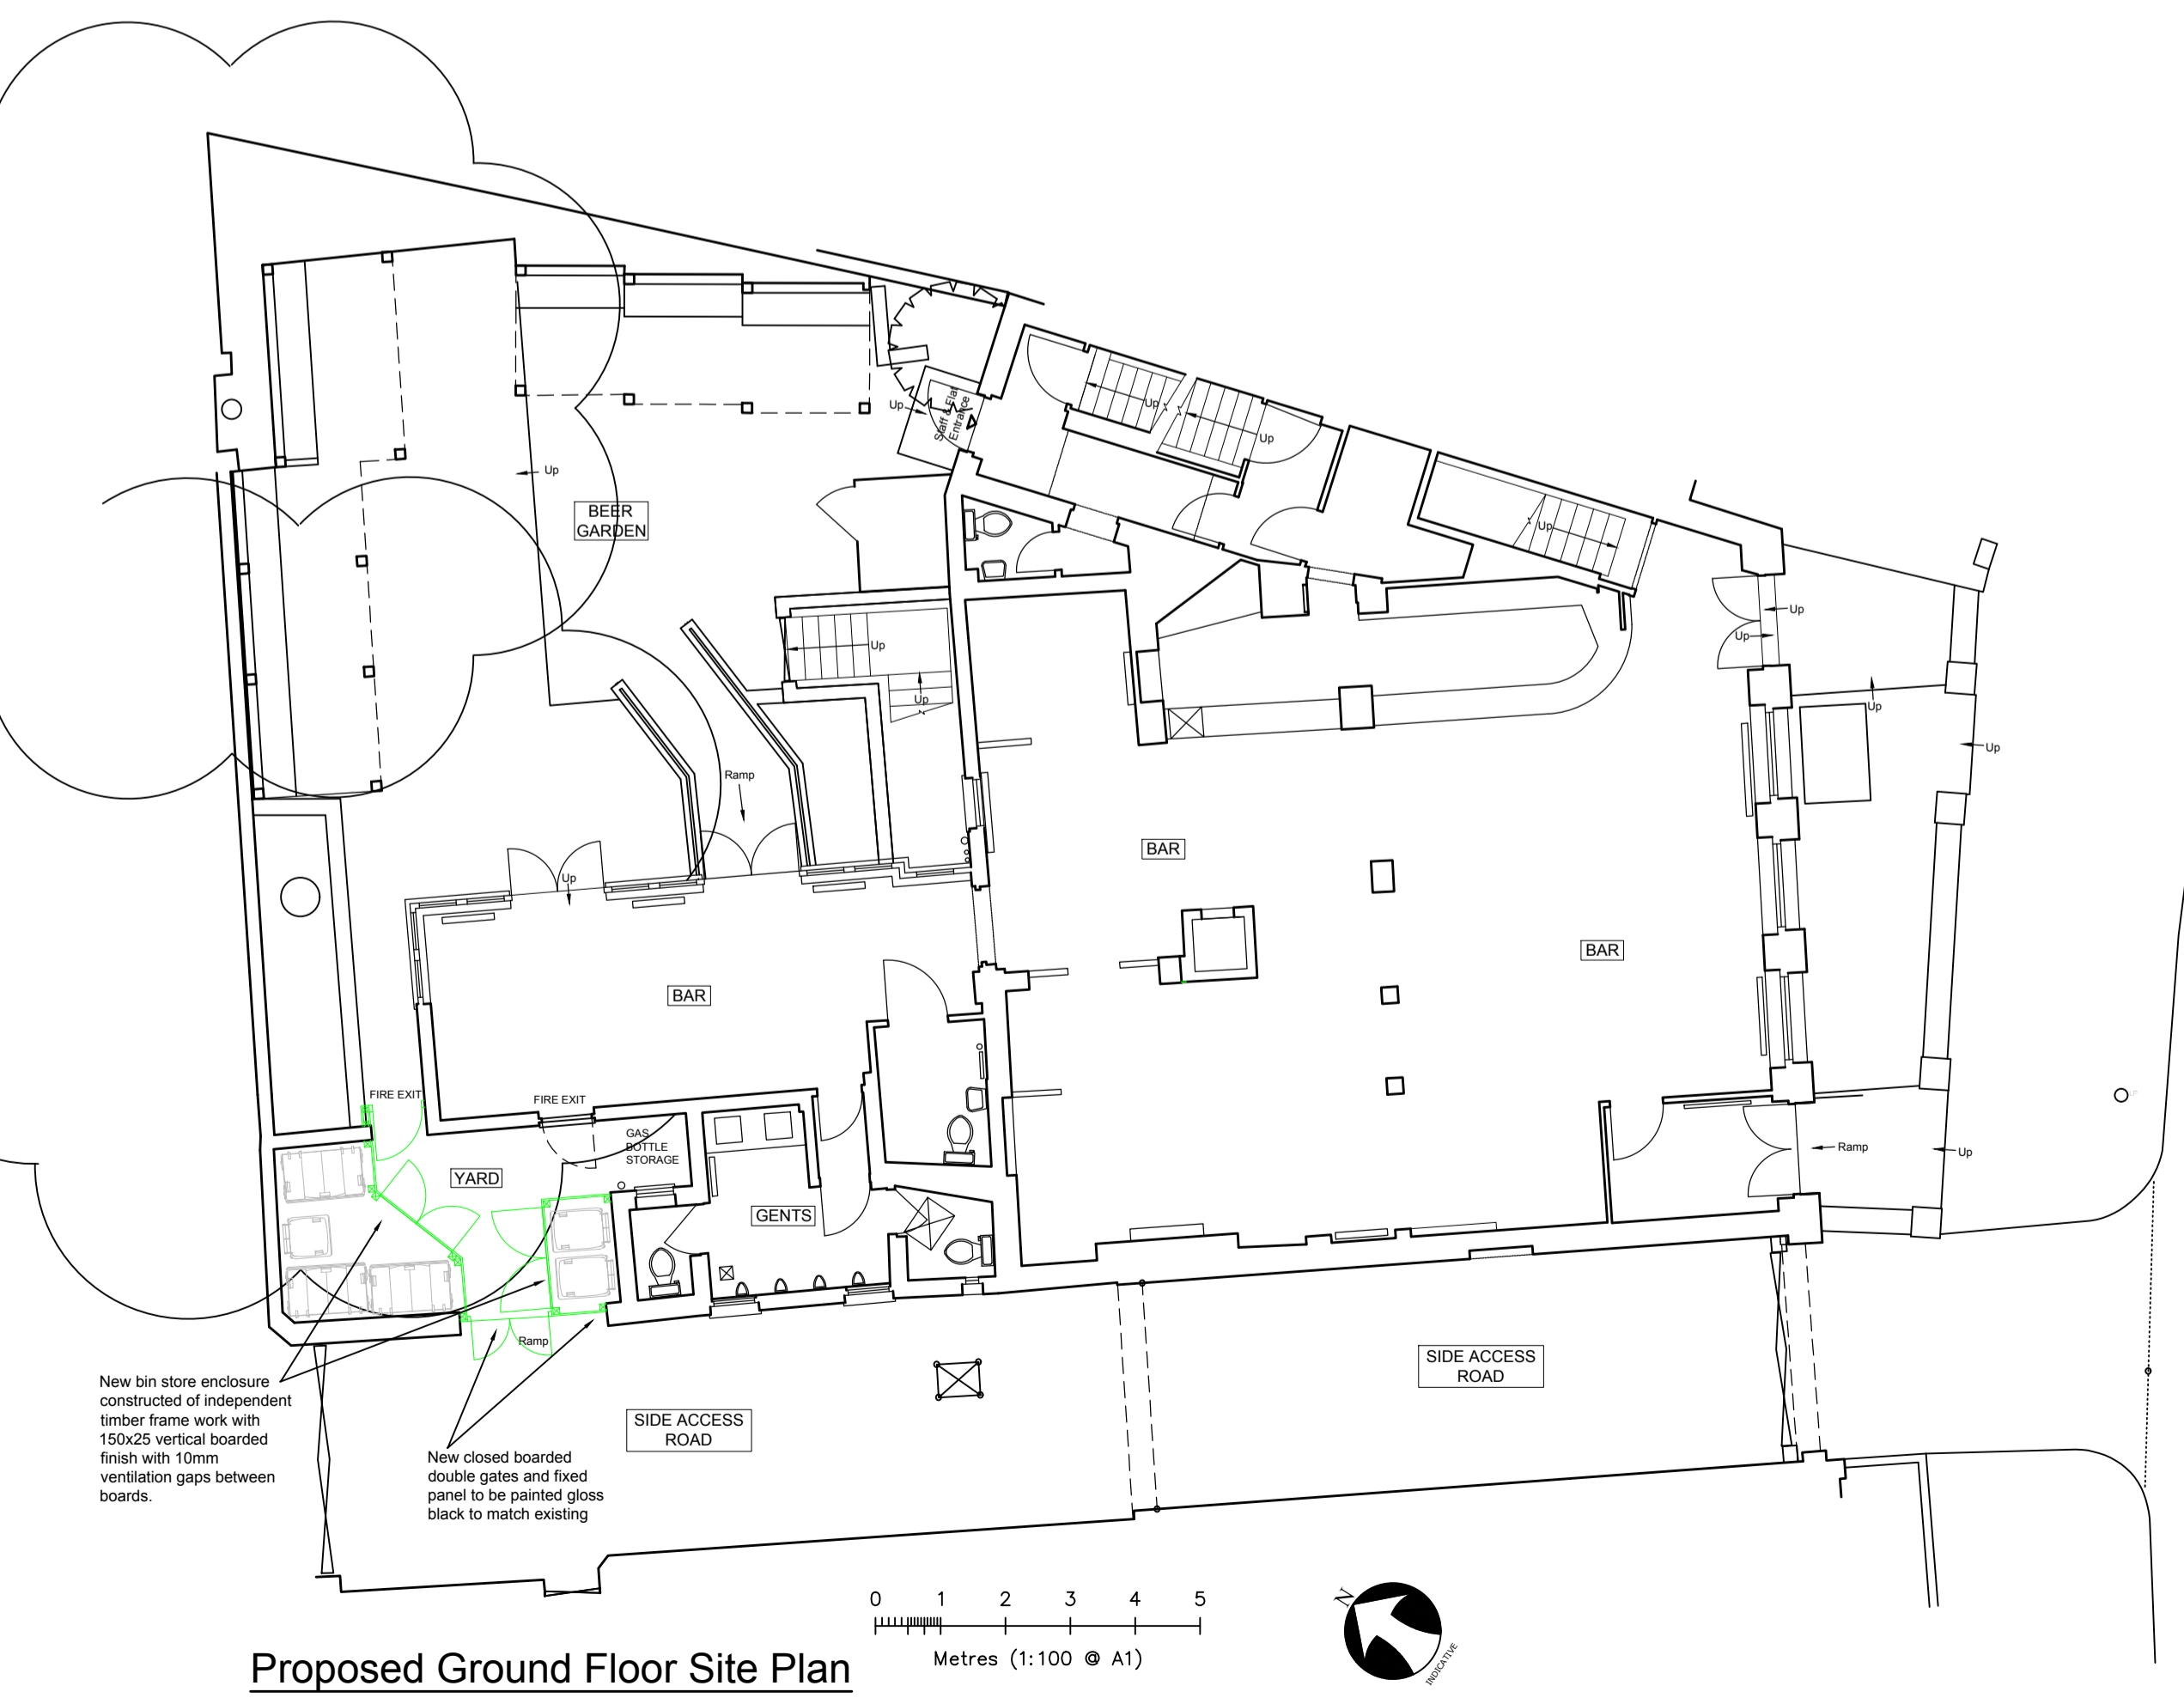 Up
Up
Up
Staff & Flat
Entrance
Up
Up
BEER
GARDEN
Up
Up
Up
Up
Up
Up
Up
Ramp
BAR
Up
BAR
BAR
FIRE EXIT
FIRE EXIT
GAS
BOTTLE
STORAGE
YARD
GENTS
Ramp
Up
Ramp
SIDE ACCESS
ROAD
SIDE ACCESS
ROAD
New bin store enclosure
constructed of independent
timber frame work with
150x25 vertical boarded
finish with 10mm
ventilation gaps between
boards.
New closed boarded
double gates and fixed
panel to be painted gloss
black to match existing
0 1 2 3 4 5
Metres (1:100 @ A1)
N
INDICATIVE
Proposed Ground Floor Site Plan